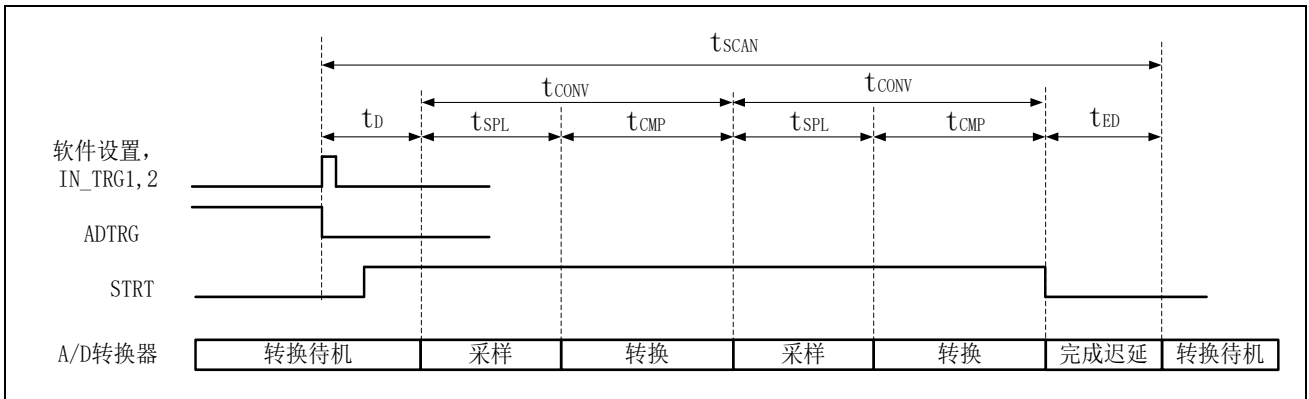 tSCAN
tCONV tCONV
tD tSPL tCMP tSPL tCMP tED
软件设置,
IN_TRG1,2
ADTRG
STRT
A/D转换器 转换待机 采样 转换 采样 转换 完成迟延 转换待机